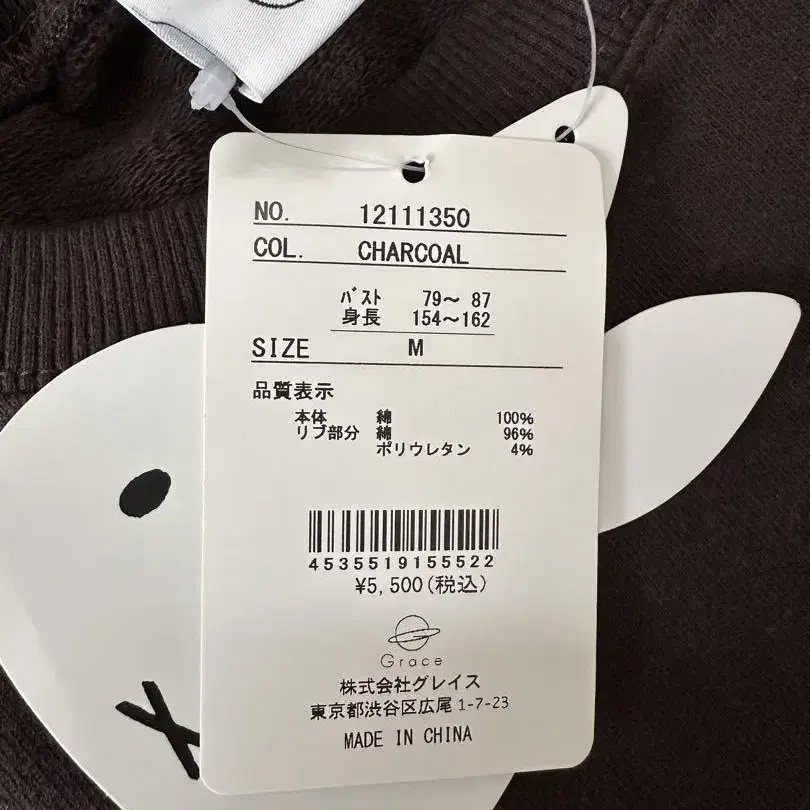 NO. 12111350
COL. CHARCOAL
バスト 79～ 87
身長 154～162
SIZE M
品質表示
本体 綿 100%
リブ部分 綿 96%
ポリウレタン 4%
4535519155522
¥5,500(税込)
Grace
株式会社グレイス
東京都渋谷区広尾 1-7-23
MADE IN CHINA